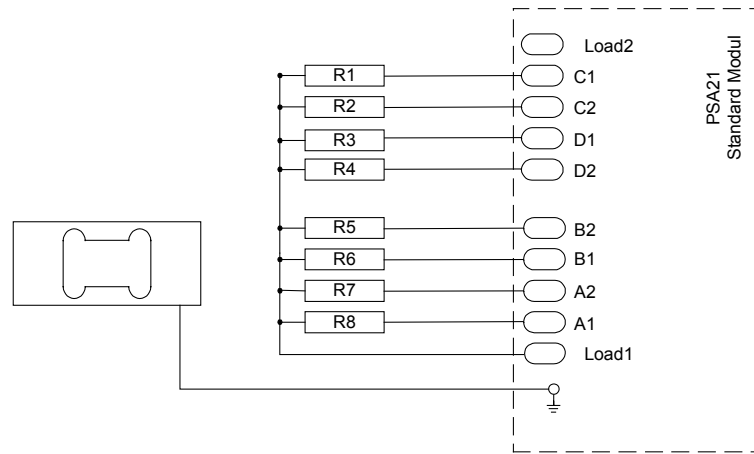 Load2
R1 C1
R2 C2
R3 D1
R4 D2
R5 B2
R6 B1
R7 A2
R8 A1
Load1
PSA21
Standard Modul